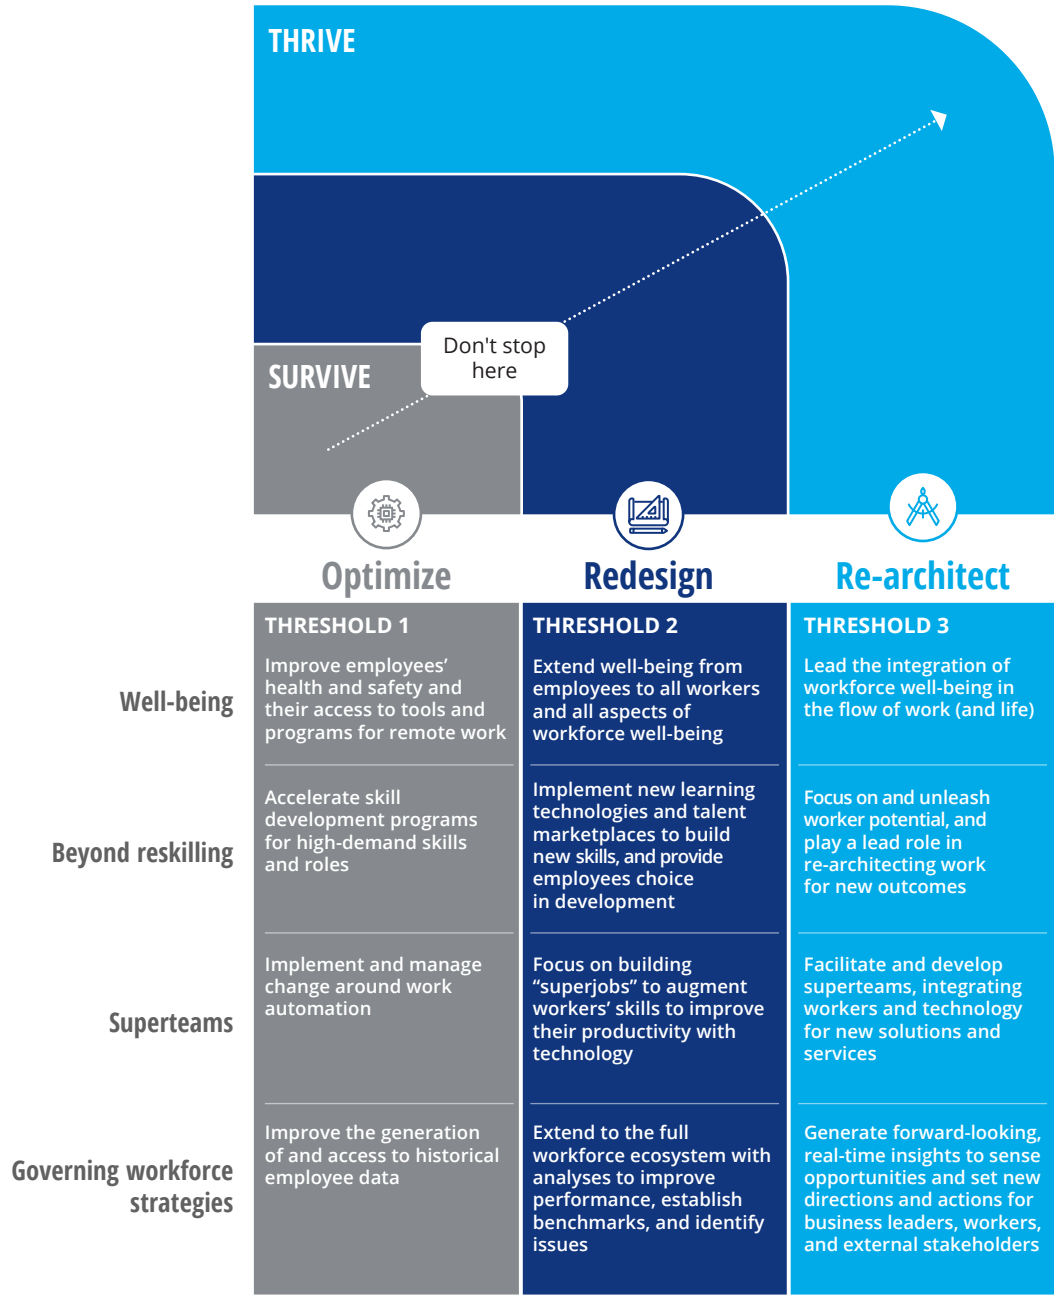 THRIVE
Don't stop
here
SURVIVE
Optimize
Redesign
Re-architect
THRESHOLD 1
THRESHOLD 2
THRESHOLD 3
Well-being
Improve employees’
health and safety and
their access to tools and
programs for remote work
Extend well-being from
employees to all workers
and all aspects of
workforce well-being
Lead the integration of
workforce well-being in
the flow of work (and life)
Beyond reskilling
Accelerate skill
development programs
for high-demand skills
and roles
Implement new learning
technologies and talent
marketplaces to build
new skills, and provide
employees choice
in development
Focus on and unleash
worker potential, and
play a lead role in
re-architecting work
for new outcomes
Superteams
Implement and manage
change around work
automation
Focus on building
“superjobs” to augment
workers’ skills to improve
their productivity with
technology
Facilitate and develop
superteams, integrating
workers and technology
for new solutions and
services
Governing workforce
strategies
Improve the generation
of and access to historical
employee data
Extend to the full
workforce ecosystem with
analyses to improve
performance, establish
benchmarks, and identify
issues
Generate forward-looking,
real-time insights to sense
opportunities and set new
directions and actions for
business leaders, workers,
and external stakeholders